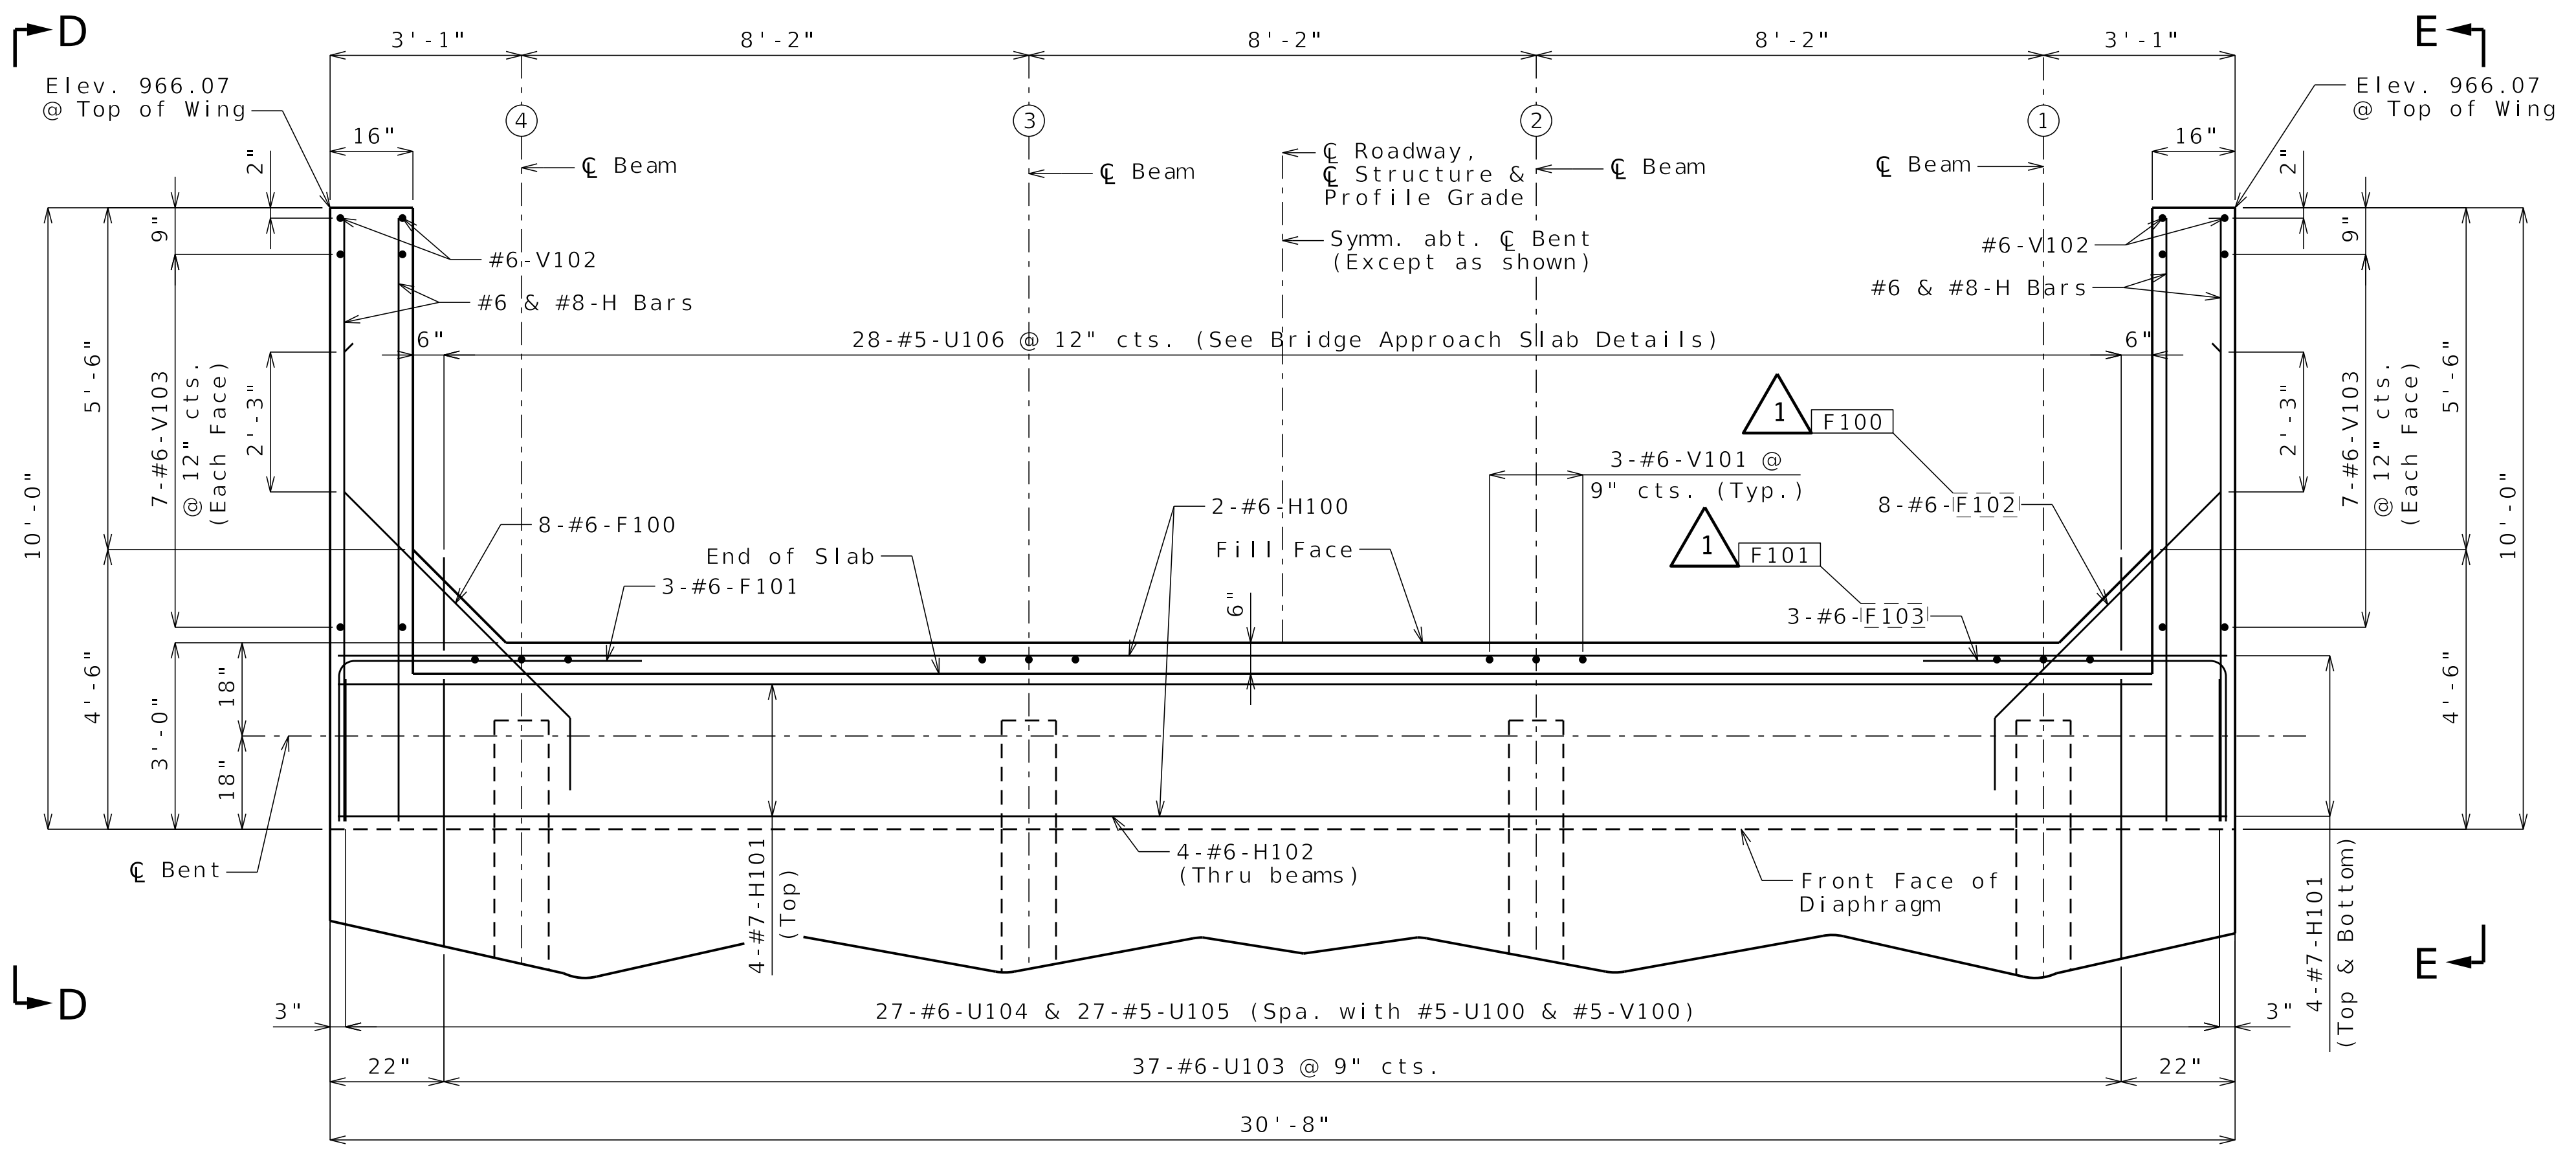 D
3'-1"
8'-2"
8'-2"
8'-2"
3'-1"
E
Elev. 966.07
@ Top of Wing
Elev. 966.07
@ Top of Wing
4
3
2
1
16"
16"
2"
2"
℄ Beam
℄ Beam
℄ Roadway,
℄ Structure &
Profile Grade
℄ Beam
℄ Beam
9"
9"
Symm. abt. ℄ Bent
(Except as shown)
#6-V102
#6-V102
#6 & #8-H Bars
#6 & #8-H Bars
6"
28-#5-U106 @ 12" cts. (See Bridge Approach Slab Details)
6"
10'-0"
5'-6"
7-#6-V103
@ 12" cts.
(Each Face)
2'-3"
2'-3"
7-#6-V103
@ 12" cts.
(Each Face)
5'-6"
10'-0"
1
F100
3-#6-V101 @
9" cts. (Typ.)
8-#6-F102
8-#6-F100
2-#6-H100
End of Slab
Fill Face
1
F101
3-#6-F101
3-#6-F103
6"
4'-6"
3'-0"
18"
18"
4'-6"
℄ Bent
4-#7-H101
(Top)
4-#6-H102
(Thru beams)
Front Face of
Diaphragm
4-#7-H101
(Top & Bottom)
D
E
3"
27-#6-U104 & 27-#5-U105 (Spa. with #5-U100 & #5-V100)
3"
22"
37-#6-U103 @ 9" cts.
22"
30'-8"